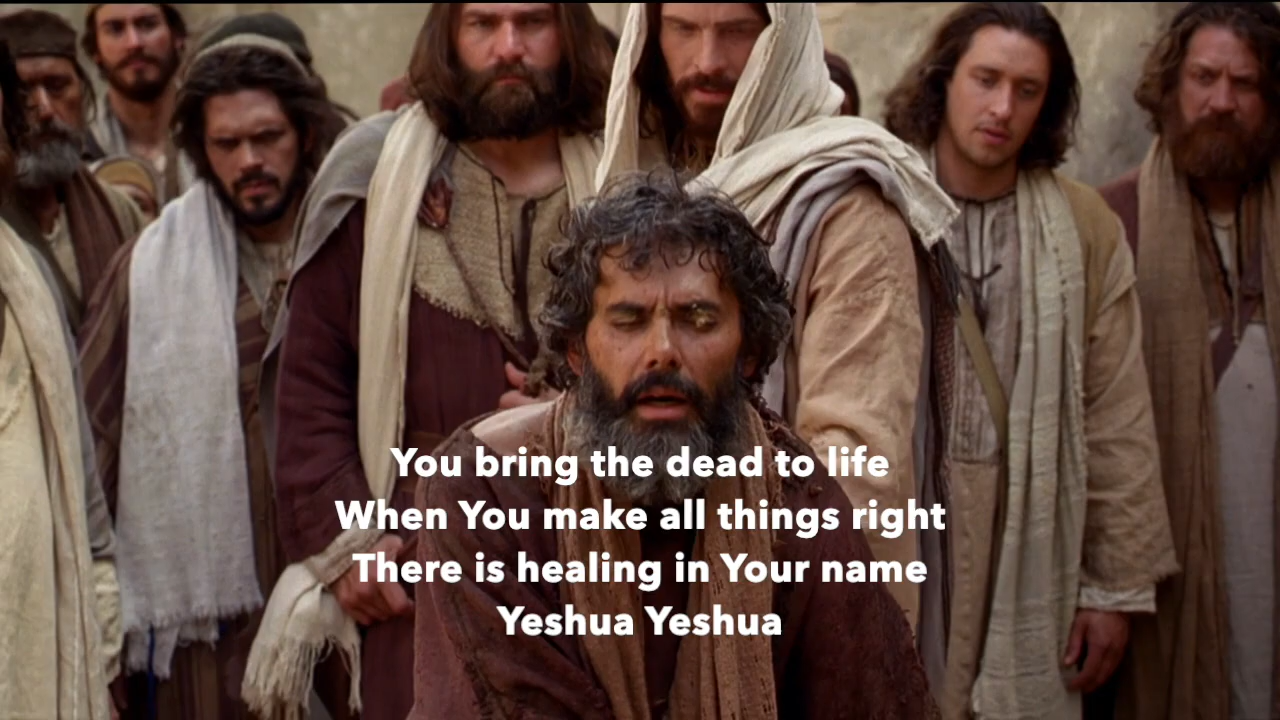 You bring the dead to life
When You make all things right
There is healing in Your name
Yeshua Yeshua